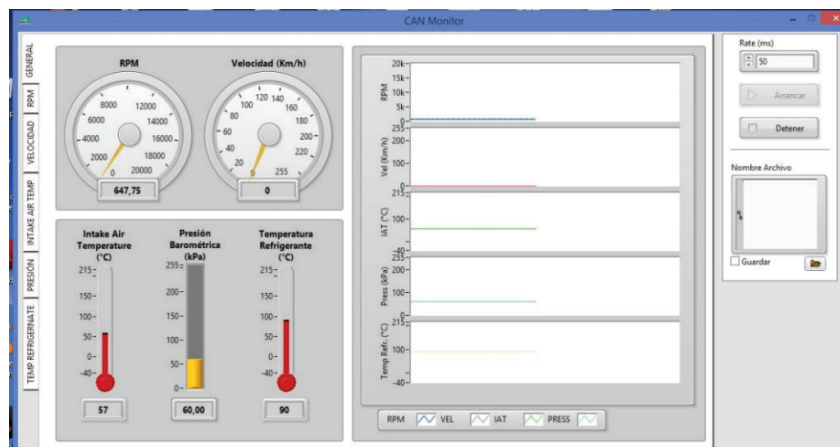 CAN Monitor
GENERAL
RPM
VELOCIDAD
INTAKE AIR TEMP
PRESIÓN
TEMP REFRIGERNATE
RPM
0
2000
4000
6000
8000
10000
12000
14000
16000
18000
20000
647,75
Velocidad (Km/h)
0
20
40
60
80
100
120
140
160
180
200
220
255
0
Intake Air
Temperature
(°C)
215
150
100
50
0
-40
57
Presión
Barométrica
(kPa)
255
200
150
100
50
0
60,00
Temperatura
Refrigerante
(°C)
215
150
100
50
0
-40
90
RPM
20k
15k
10k
5k
0
Vel (Km/h)
255
200
100
0
IAT (°C)
215
100
-40
Press (kPa)
255
200
100
0
Temp Refr. (°C)
215
100
-40
RPM VEL IAT PRESS
Rate (ms)
50
Arrancar
Detener
Nombre Archivo
Guardar